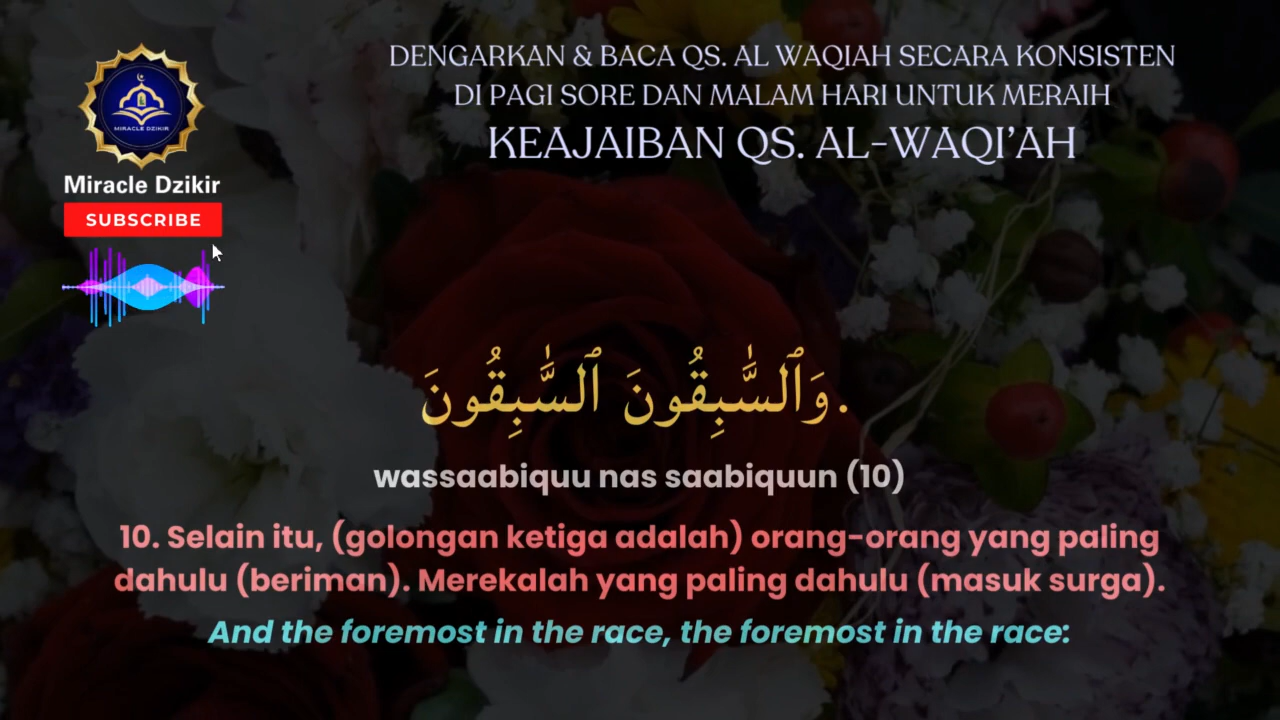 DENGARKAN & BACA QS. AL WAQIAH SECARA KONSISTEN
DI PAGI SORE DAN MALAM HARI UNTUK MERAIH
KEAJAIBAN QS. AL-WAQI'AH
MIRACLE DZIKIR
Miracle Dzikir
SUBSCRIBE
وَٱلسَّٰبِقُونَ ٱلسَّٰبِقُونَ.
wassaabiquu nas saabiquun (10)
10. Selain itu, (golongan ketiga adalah) orang-orang yang paling
dahulu (beriman). Merekalah yang paling dahulu (masuk surga).
And the foremost in the race, the foremost in the race: